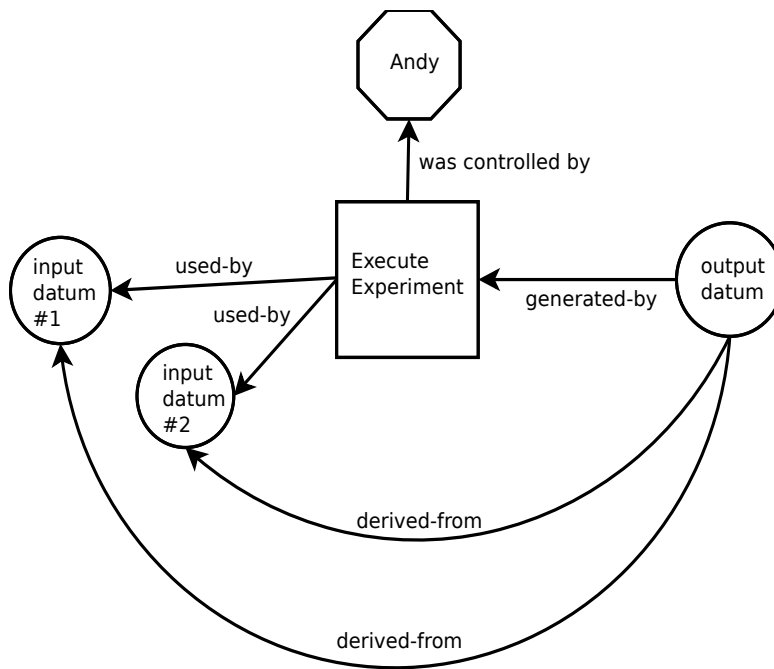 Andy
was controlled by
input
datum
#1
used-by
Execute
Experiment
generated-by
output
datum
used-by
input
datum
#2
derived-from
derived-from